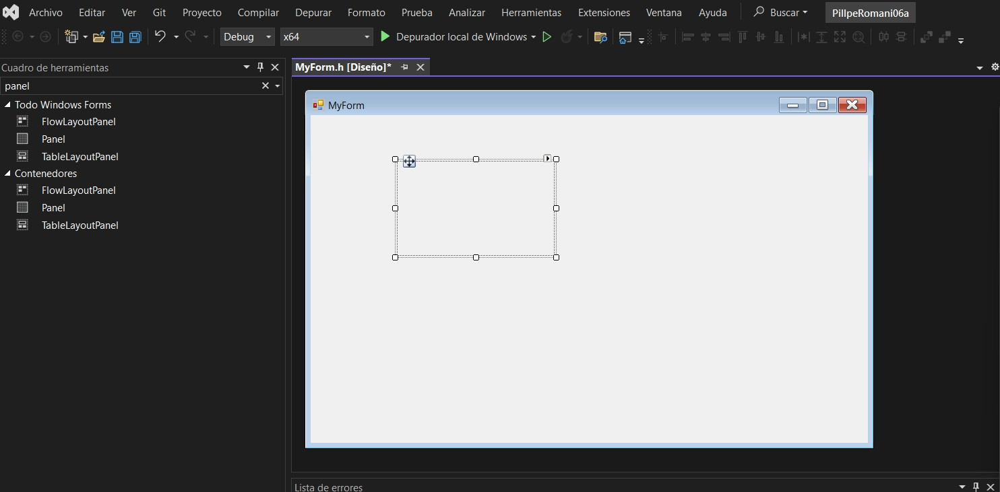 Archivo Editar Ver Git Proyecto Compilar Depurar Formato Prueba Analizar Herramientas Extensiones Ventana Ayuda Buscar PillpeRomani06a
Debug x64 Depurador local de Windows
Cuadro de herramientas
MyForm.h [Diseño]*
panel
Todo Windows Forms
FlowLayoutPanel
Panel
TableLayoutPanel
Contenedores
FlowLayoutPanel
Panel
TableLayoutPanel
MyForm
Lista de errores